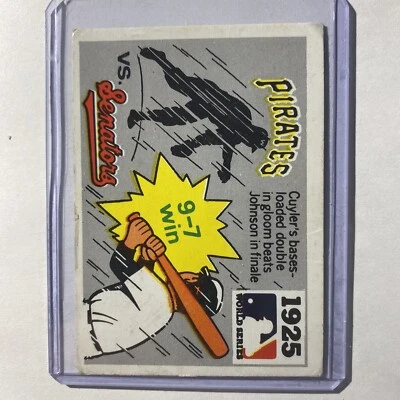 PIRATES
vs. Senators
9-7
win
1925
WORLD SERIES
Cuyler's bases-
loaded double
in gloom beats
Johnson in finale